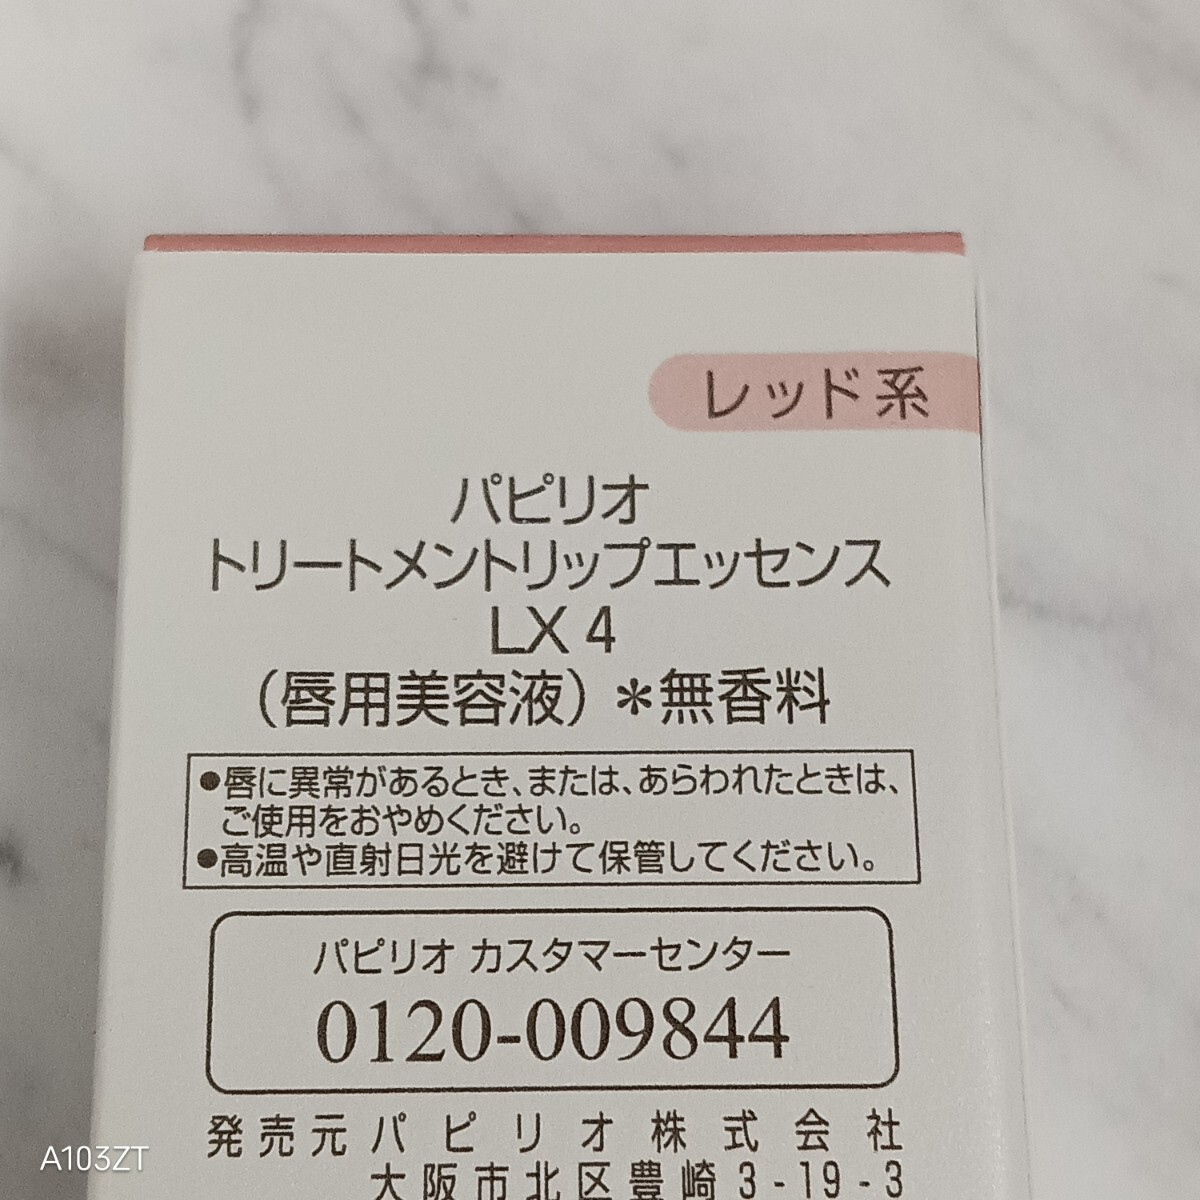 レッド系
パピリオ
トリートメントリップエッセンス
LX 4
（唇用美容液）＊無香料
●唇に異常があるとき、または、あらわれたときは、
ご使用をおやめください。
●高温や直射日光を避けて保管してください。
パピリオ カスタマーセンター
0120-009844
発売元 パピリオ株式会社
大阪市北区豊崎3-19-3
A103ZT